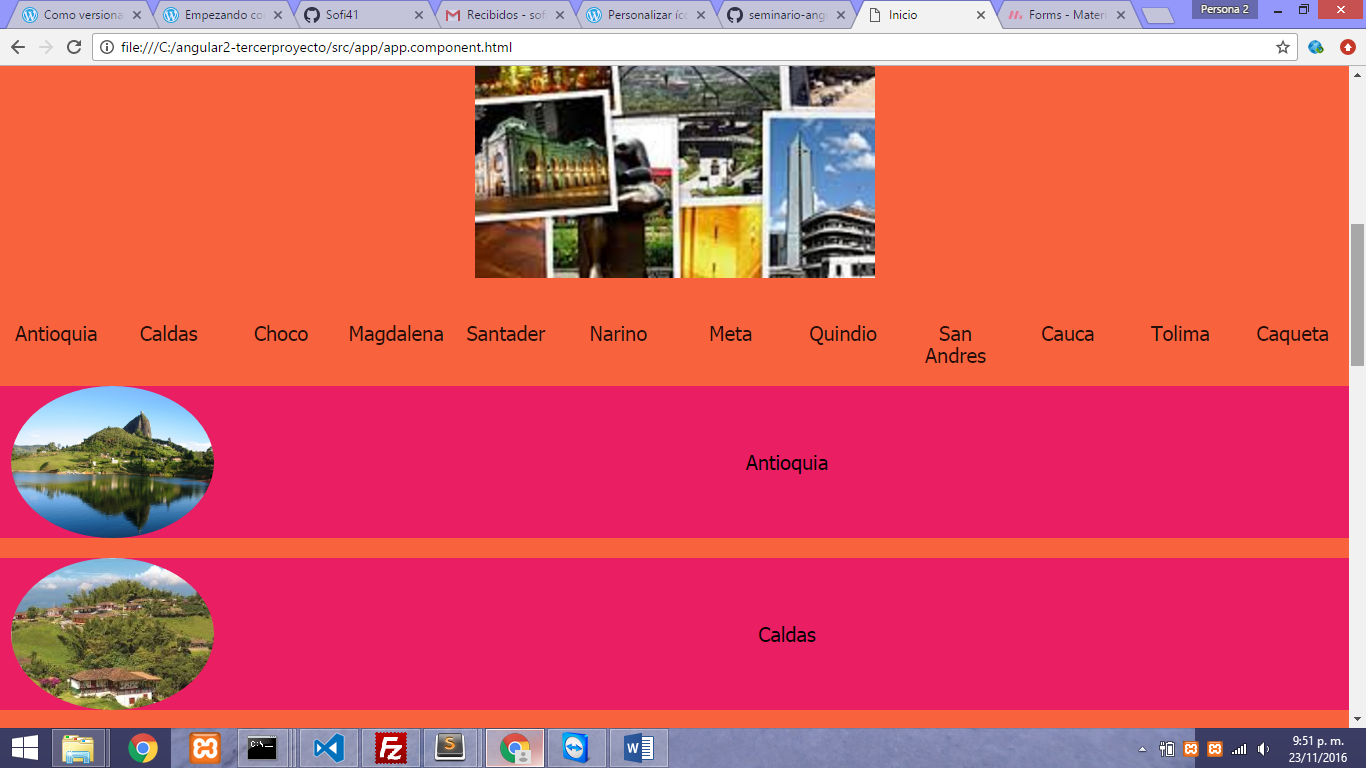 Como versiona
Empezando co
Sofi41
Recibidos - sof
Personalizar íc
seminario-ang
Inicio
Forms - Materi
Persona 2
file:///C:/angular2-tercerproyecto/src/app/app.component.html
Antioquia Caldas Choco Magdalena Santader Narino Meta Quindio San Cauca Tolima Caqueta
Andres
Antioquia
Caldas
9:51 p. m.
23/11/2016